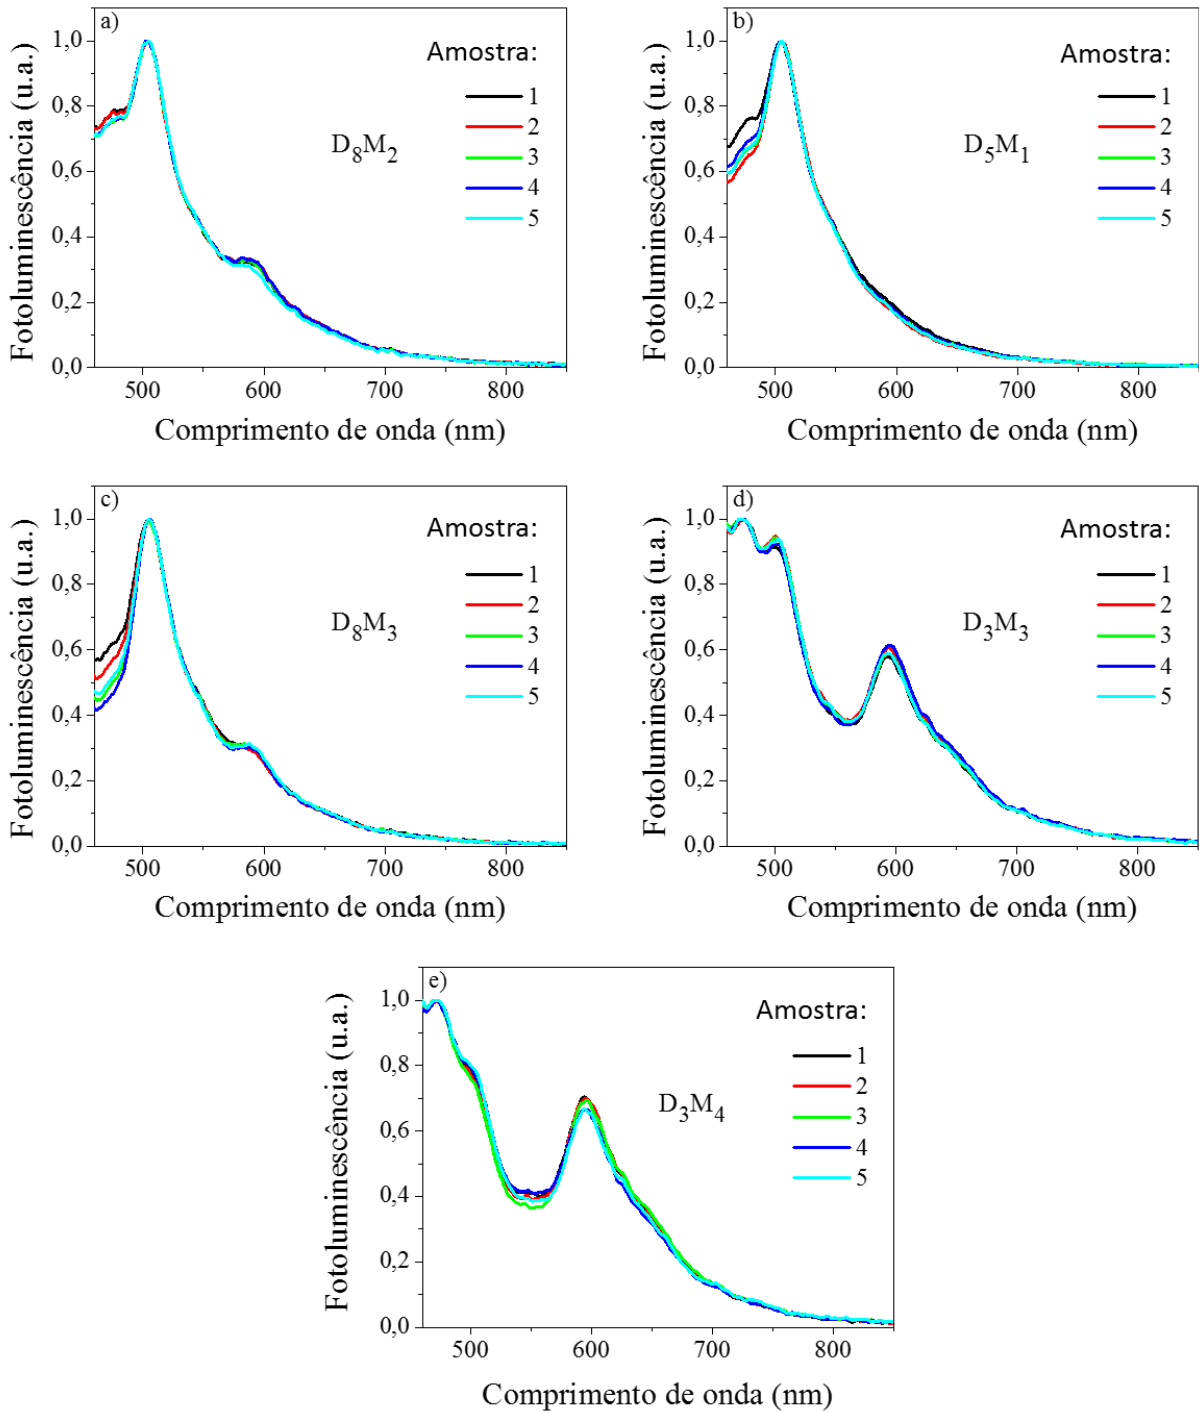 a)
Fotoluminescência (u.a.)
1,0
0,8
0,6
0,4
0,2
0,0
Amostra:
1
2
3
4
5
D8M2
500 600 700 800
Comprimento de onda (nm)
b)
Fotoluminescência (u.a.)
1,0
0,8
0,6
0,4
0,2
0,0
Amostra:
1
2
3
4
5
D5M1
500 600 700 800
Comprimento de onda (nm)
c)
Fotoluminescência (u.a.)
1,0
0,8
0,6
0,4
0,2
0,0
Amostra:
1
2
3
4
5
D8M3
500 600 700 800
Comprimento de onda (nm)
d)
Fotoluminescência (u.a.)
1,0
0,8
0,6
0,4
0,2
0,0
Amostra:
1
2
3
4
5
D3M3
500 600 700 800
Comprimento de onda (nm)
e)
Fotoluminescência (u.a.)
1,0
0,8
0,6
0,4
0,2
0,0
Amostra:
1
2
3
4
5
D3M4
500 600 700 800
Comprimento de onda (nm)